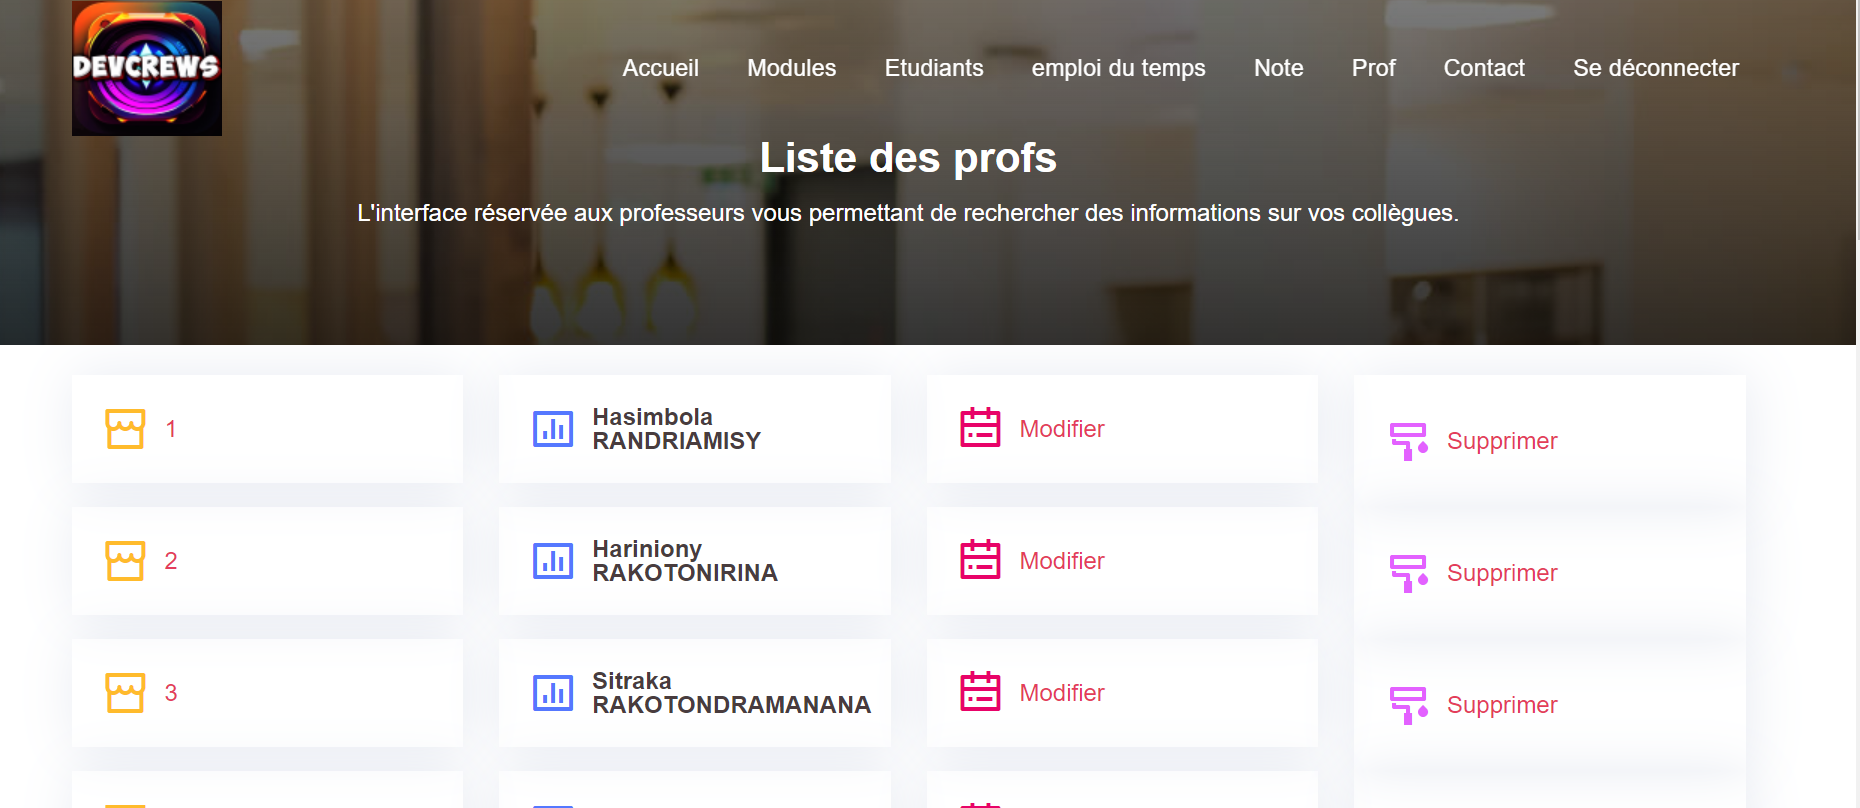 DEVCREWS
Accueil Modules Etudiants emploi du temps Note Prof Contact Se déconnecter
Liste des profs
L'interface réservée aux professeurs vous permettant de rechercher des informations sur vos collègues.
1
Hasimbola
RANDRIAMISY
Modifier
Supprimer
2
Hariniony
RAKOTONIRINA
Modifier
Supprimer
3
Sitraka
RAKOTONDRAMANANA
Modifier
Supprimer